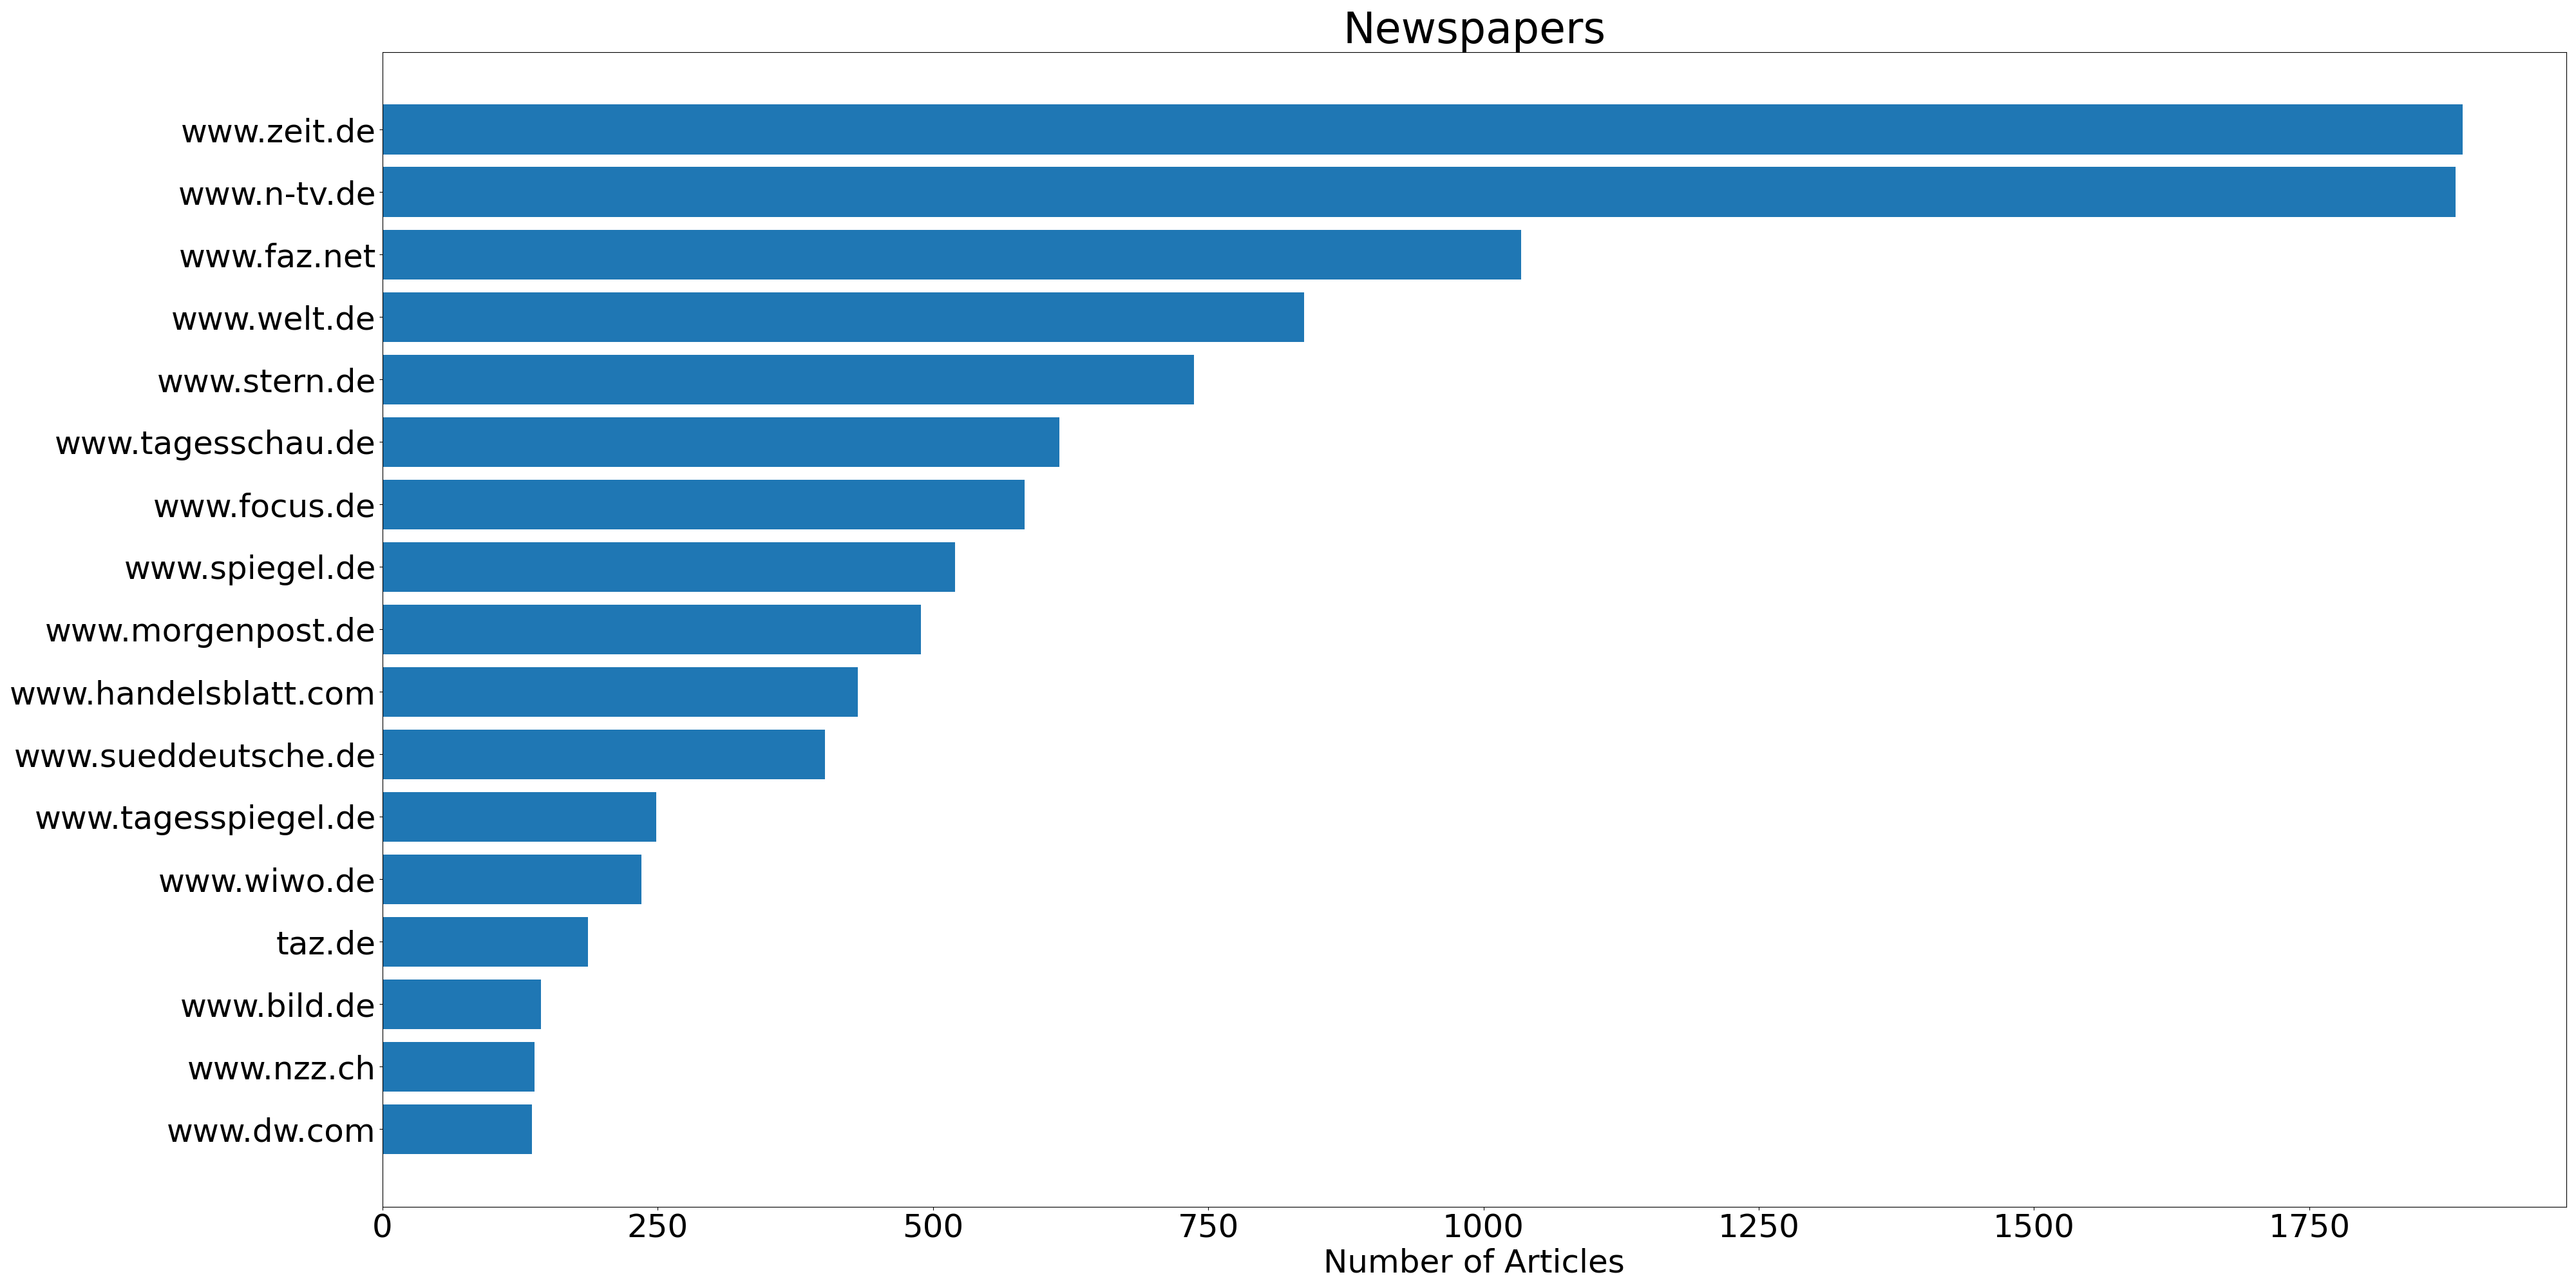 Newspapers
www.zeit.de
www.n-tv.de
www.faz.net
www.welt.de
www.stern.de
www.tagesschau.de
www.focus.de
www.spiegel.de
www.morgenpost.de
www.handelsblatt.com
www.sueddeutsche.de
www.tagesspiegel.de
www.wiwo.de
taz.de
www.bild.de
www.nzz.ch
www.dw.com
0 250 500 750 1000 1250 1500 1750
Number of Articles